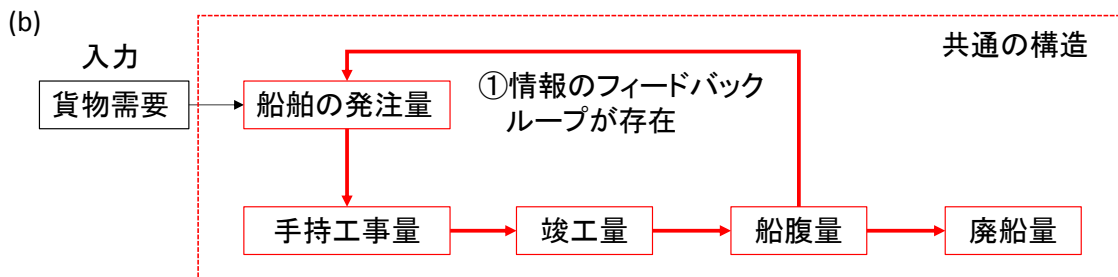 (b)
入力
貨物需要
共通の構造
船舶の発注量
①情報のフィードバック
ループが存在
手持工事量
竣工量
船腹量
廃船量